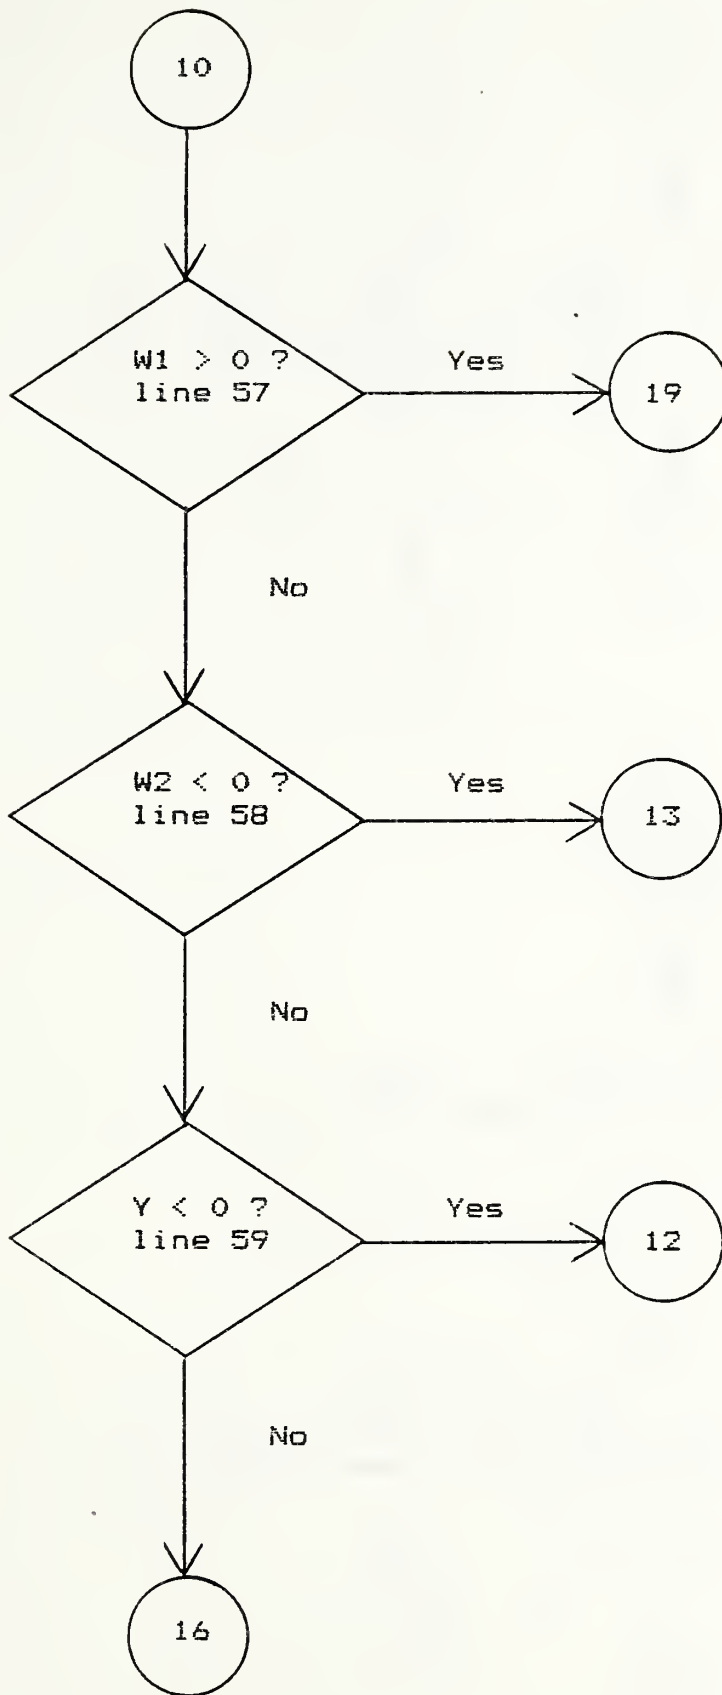 10
W1 > 0 ?
line 57
Yes
19
No
W2 < 0 ?
line 58
Yes
13
No
Y < 0 ?
line 59
Yes
12
No
16